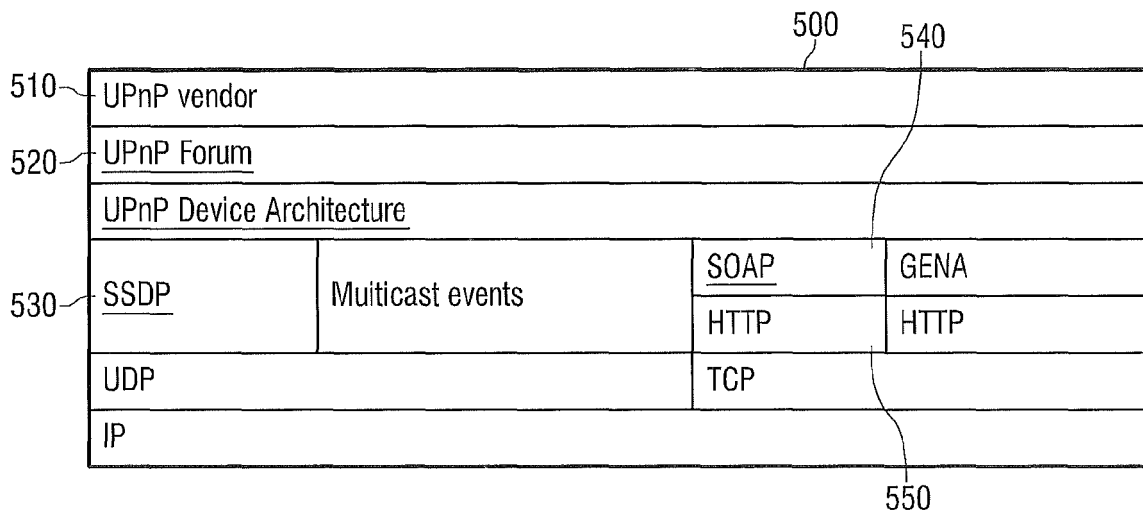 500
540
510
UPnP vendor
520
UPnP Forum
UPnP Device Architecture
530
SSDP
Muiticast events
SOAP
GENA
HTTP
HTTP
UDP
TCP
IP
550